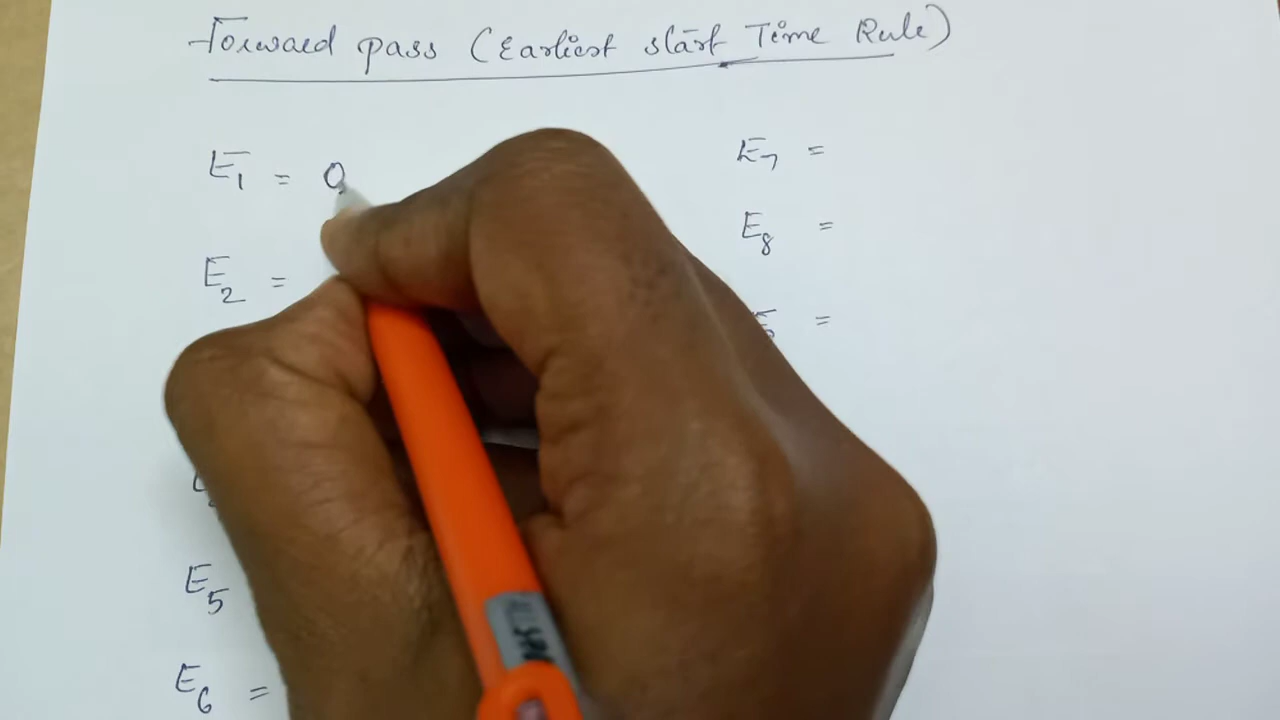 Forward pass (Earliest start Time Rule)
E1 = 0
E2 =
E5
E6 =
E7 =
E8 =
=